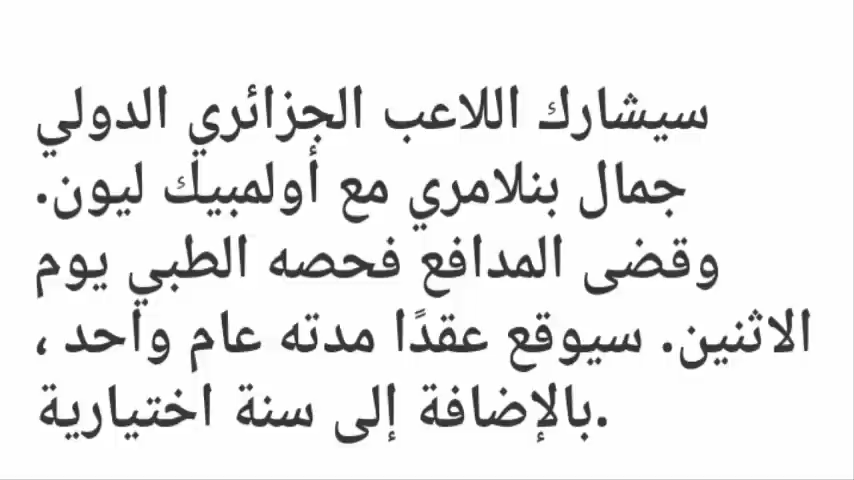 سيشارك اللاعب الجزائري الدولي
جمال بنلامري مع أولمبيك ليون.
وقضى المدافع فحصه الطبي يوم
الاثنين. سيوقع عقدًا مدته عام واحد ،
.بالإضافة إلى سنة اختيارية